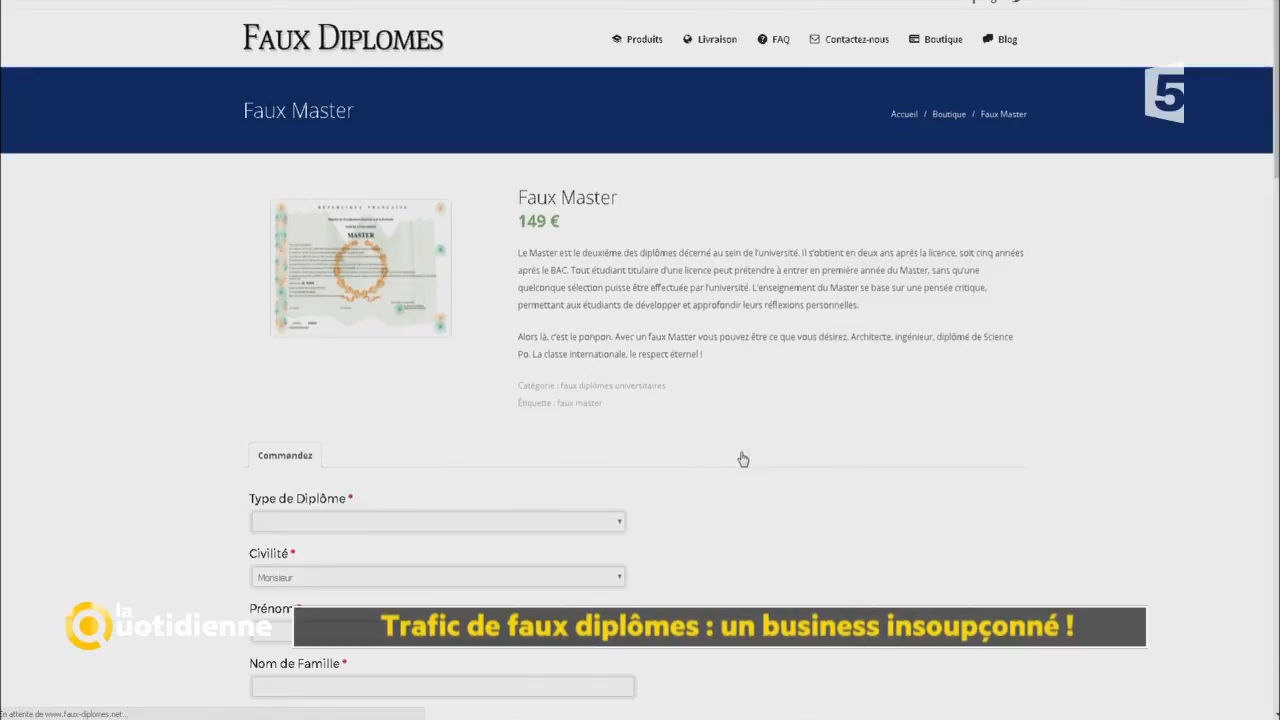 FAUX DIPLOMES
Produits
Livraison
FAQ
Contactez-nous
Boutique
Blog
5
Faux Master
Accueil / Boutique / Faux Master
RÉPUBLIQUE FRANÇAISE
MASTER
Faux Master
149 €
Le Master est le deuxième des diplômes décerné au sein de l'université. Il s'obtient en deux ans après la licence, soit cinq années
après le BAC. Tout étudiant titulaire d'une licence peut prétendre à entrer en première année du Master, sans qu'une
quelconque sélection puisse être effectuée par l'université. L'enseignement du Master se base sur une pensée critique,
permettant aux étudiants de développer et approfondir leurs réflexions personnelles.
Alors là, c'est le ponpon. Avec un faux Master vous pouvez être ce que vous désirez. Architecte, ingénieur, diplômé de Science
Po. La classe internationale, le respect éternel !
Catégorie : faux diplômes universitaires
Étiquette : faux master
Commandez
Type de Diplôme *
Civilité *
Monsieur
Prénom *
la
Quotidienne
Trafic de faux diplômes : un business insoupçonné !
Nom de Famille *
En attente de www.faux-diplomes.net...